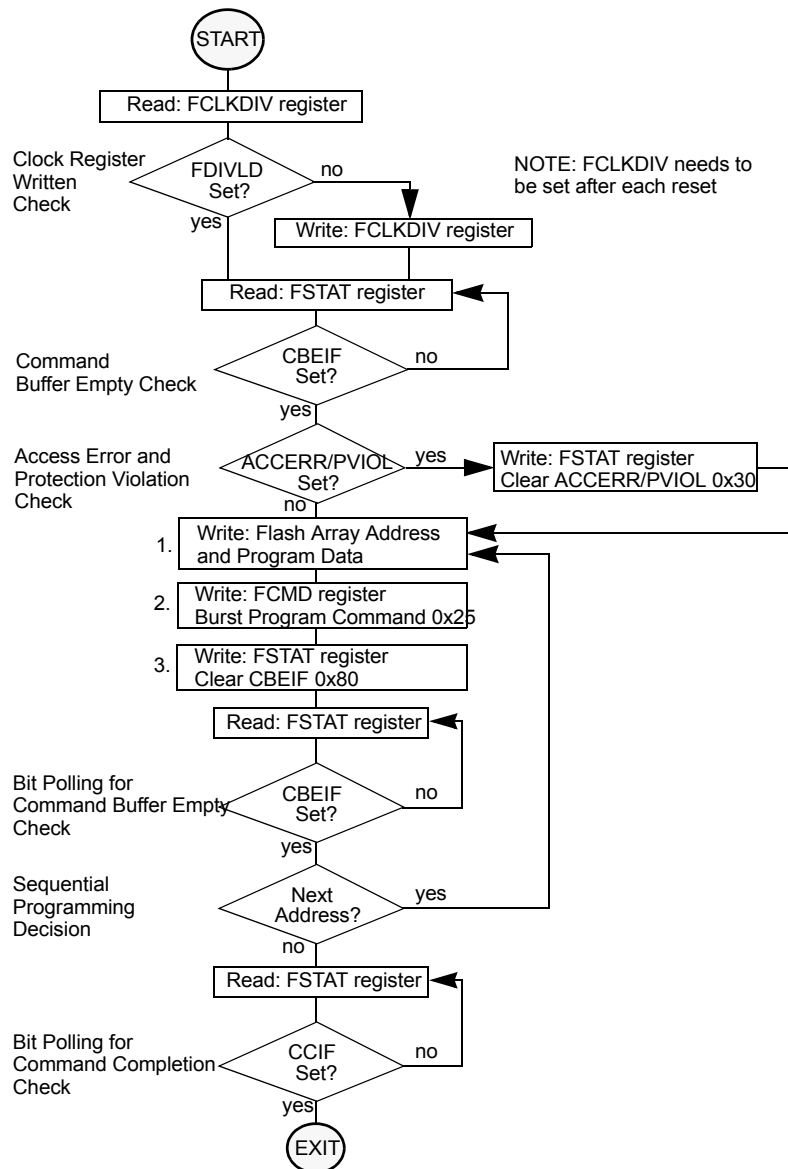 START
Read: FCLKDIV register
Clock Register
Written
Check
FDIVLD
Set?
no
yes
NOTE: FCLKDIV needs to
be set after each reset
Write: FCLKDIV register
Read: FSTAT register
Command
Buffer Empty Check
CBEIF
Set?
no
yes
Access Error and
Protection Violation
Check
ACCERR/PVIOL
Set?
yes
no
Write: FSTAT register
Clear ACCERR/PVIOL 0x30
1.
Write: Flash Array Address
and Program Data
2.
Write: FCMD register
Burst Program Command 0x25
3.
Write: FSTAT register
Clear CBEIF 0x80
Read: FSTAT register
Bit Polling for
Command Buffer Empty
Check
CBEIF
Set?
no
yes
Sequential
Programming
Decision
Next
Address?
yes
no
Read: FSTAT register
Bit Polling for
Command Completion
Check
CCIF
Set?
no
yes
EXIT